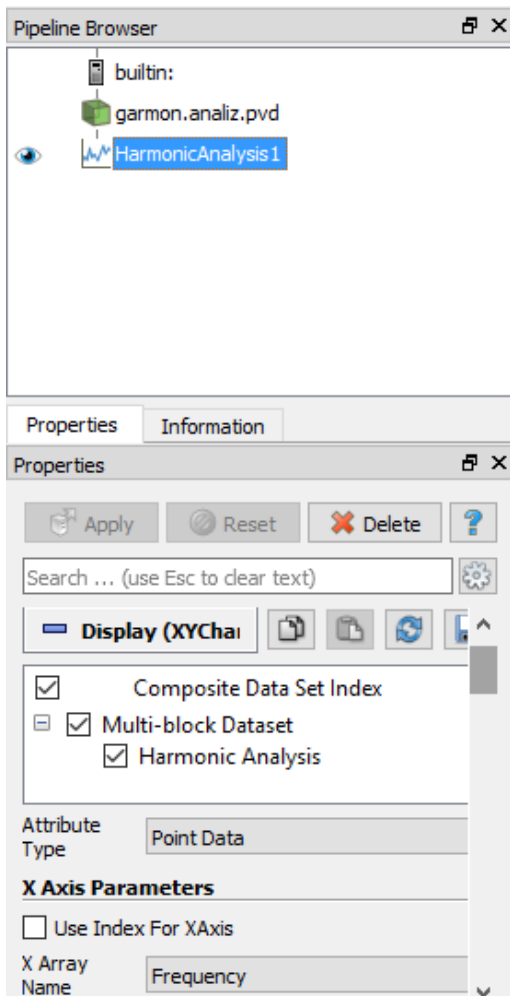 Pipeline Browser
builtin:
garmon.analiz.pvd
HarmonicAnalysis1
Properties Information
Properties
Apply Reset Delete ?
Search ... (use Esc to clear text)
Display (XYChar
Composite Data Set Index
Multi-block Dataset
Harmonic Analysis
Attribute
Type
Point Data
X Axis Parameters
Use Index For XAxis
X Array
Name
Frequency